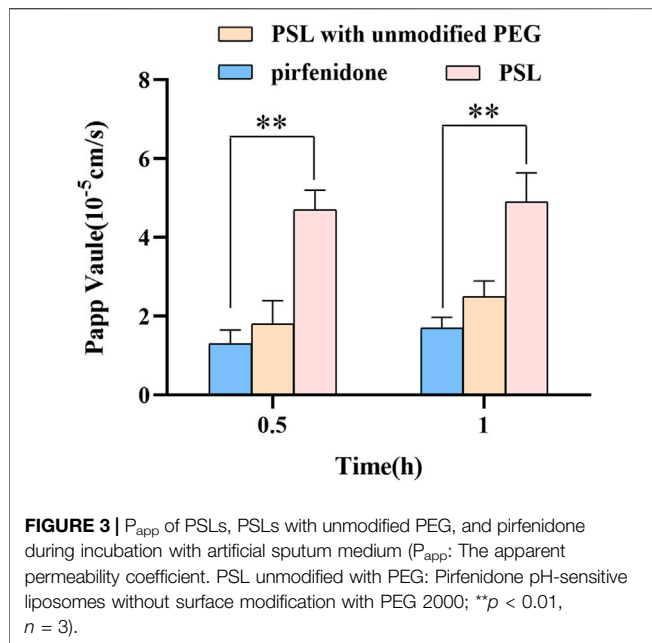 PSL with unmodified PEG
pirfenidone PSL
8
6
4
2
0
Papp Vaule(10⁻⁵cm/s)
** **
0.5 1
Time(h)
FIGURE 3 | Papp of PSLs, PSLs with unmodified PEG, and pirfenidone
during incubation with artificial sputum medium (Papp: The apparent
permeability coefficient. PSL unmodified with PEG: Pirfenidone pH-sensitive
liposomes without surface modification with PEG 2000; **p < 0.01,
n = 3).